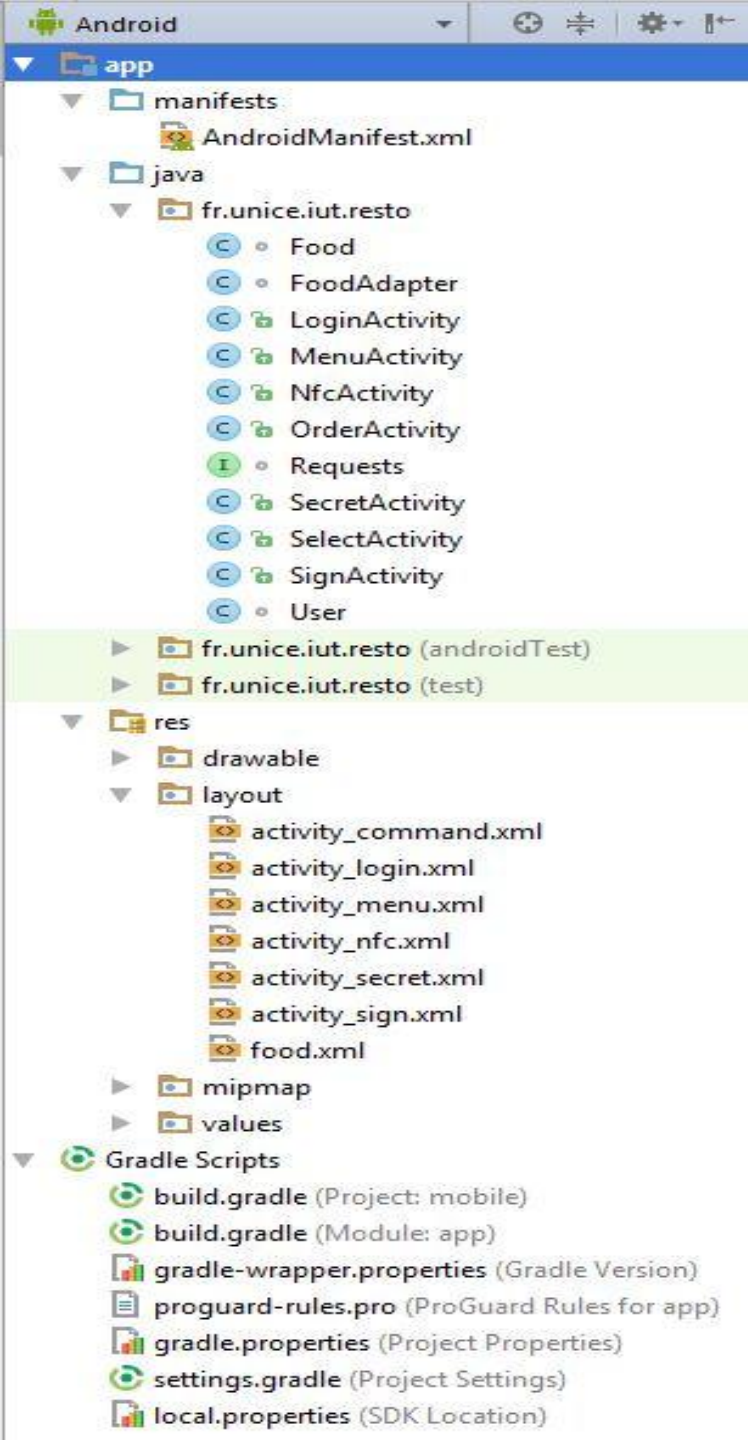 Android
app
manifests
AndroidManifest.xml
java
fr.unice.iut.resto
C Food
C FoodAdapter
C LoginActivity
C MenuActivity
C NfcActivity
C OrderActivity
I Requests
C SecretActivity
C SelectActivity
C SignActivity
C User
fr.unice.iut.resto (androidTest)
fr.unice.iut.resto (test)
res
drawable
layout
activity_command.xml
activity_login.xml
activity_menu.xml
activity_nfc.xml
activity_secret.xml
activity_sign.xml
food.xml
mipmap
values
Gradle Scripts
build.gradle (Project: mobile)
build.gradle (Module: app)
gradle-wrapper.properties (Gradle Version)
proguard-rules.pro (ProGuard Rules for app)
gradle.properties (Project Properties)
settings.gradle (Project Settings)
local.properties (SDK Location)